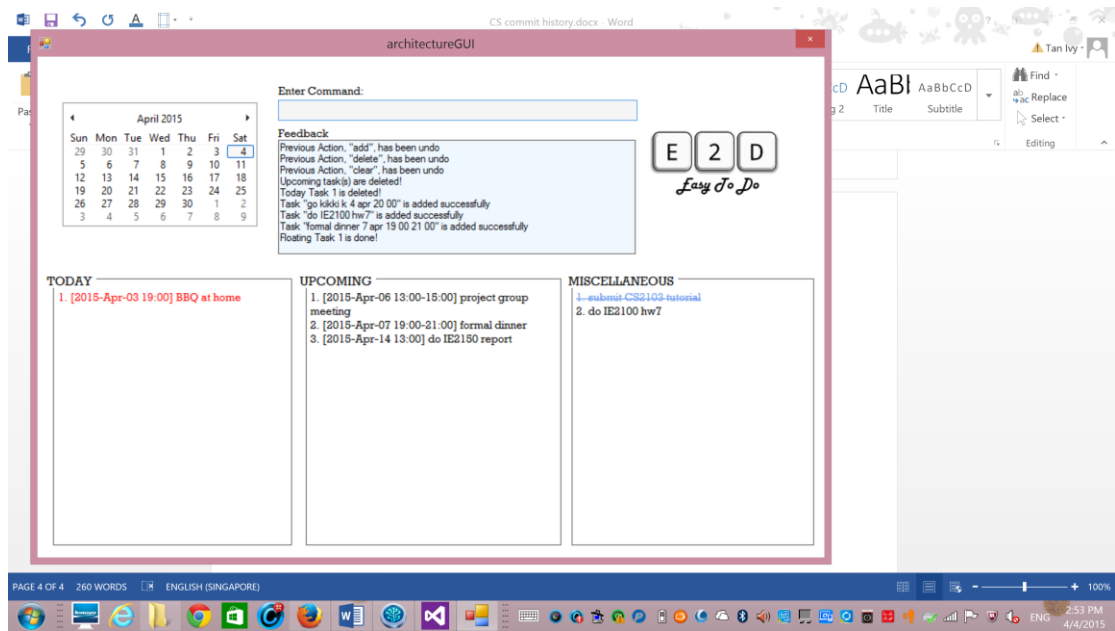 CS commit history.docx - Word
architectureGUI
Tan Ivy
Find
Replace
Select
Editing
AaBl AaBbCcD
Title Subtitle
Enter Command:
April 2015
Sun Mon Tue Wed Thu Fri Sat
29 30 31 1 2 3 4
5 6 7 8 9 10 11
12 13 14 15 16 17 18
19 20 21 22 23 24 25
26 27 28 29 30 1 2
3 4 5 6 7 8 9
Feedback
Previous Action, "add", has been undo
Previous Action, "delete", has been undo
Previous Action, "clear", has been undo
Upcoming task(s) are deleted!
Today Task 1 is deleted!
Task "go kikki k 4 apr 20 00" is added successfully
Task "do IE2100 hw7" is added successfully
Task "formal dinner 7 apr 19 00 21 00" is added successfully
Floating Task 1 is done!
E 2 D
Easy To Do
TODAY
1. [2015-Apr-03 19:00] BBQ at home
UPCOMING
1. [2015-Apr-06 13:00-15:00] project group
meeting
2. [2015-Apr-07 19:00-21:00] formal dinner
3. [2015-Apr-14 13:00] do IE2150 report
MISCELLANEOUS
1. submit CS2103 tutorial
2. do IE2100 hw7
PAGE 4 OF 4 260 WORDS ENGLISH (SINGAPORE)
100%
ENG
2:53 PM
4/4/2015